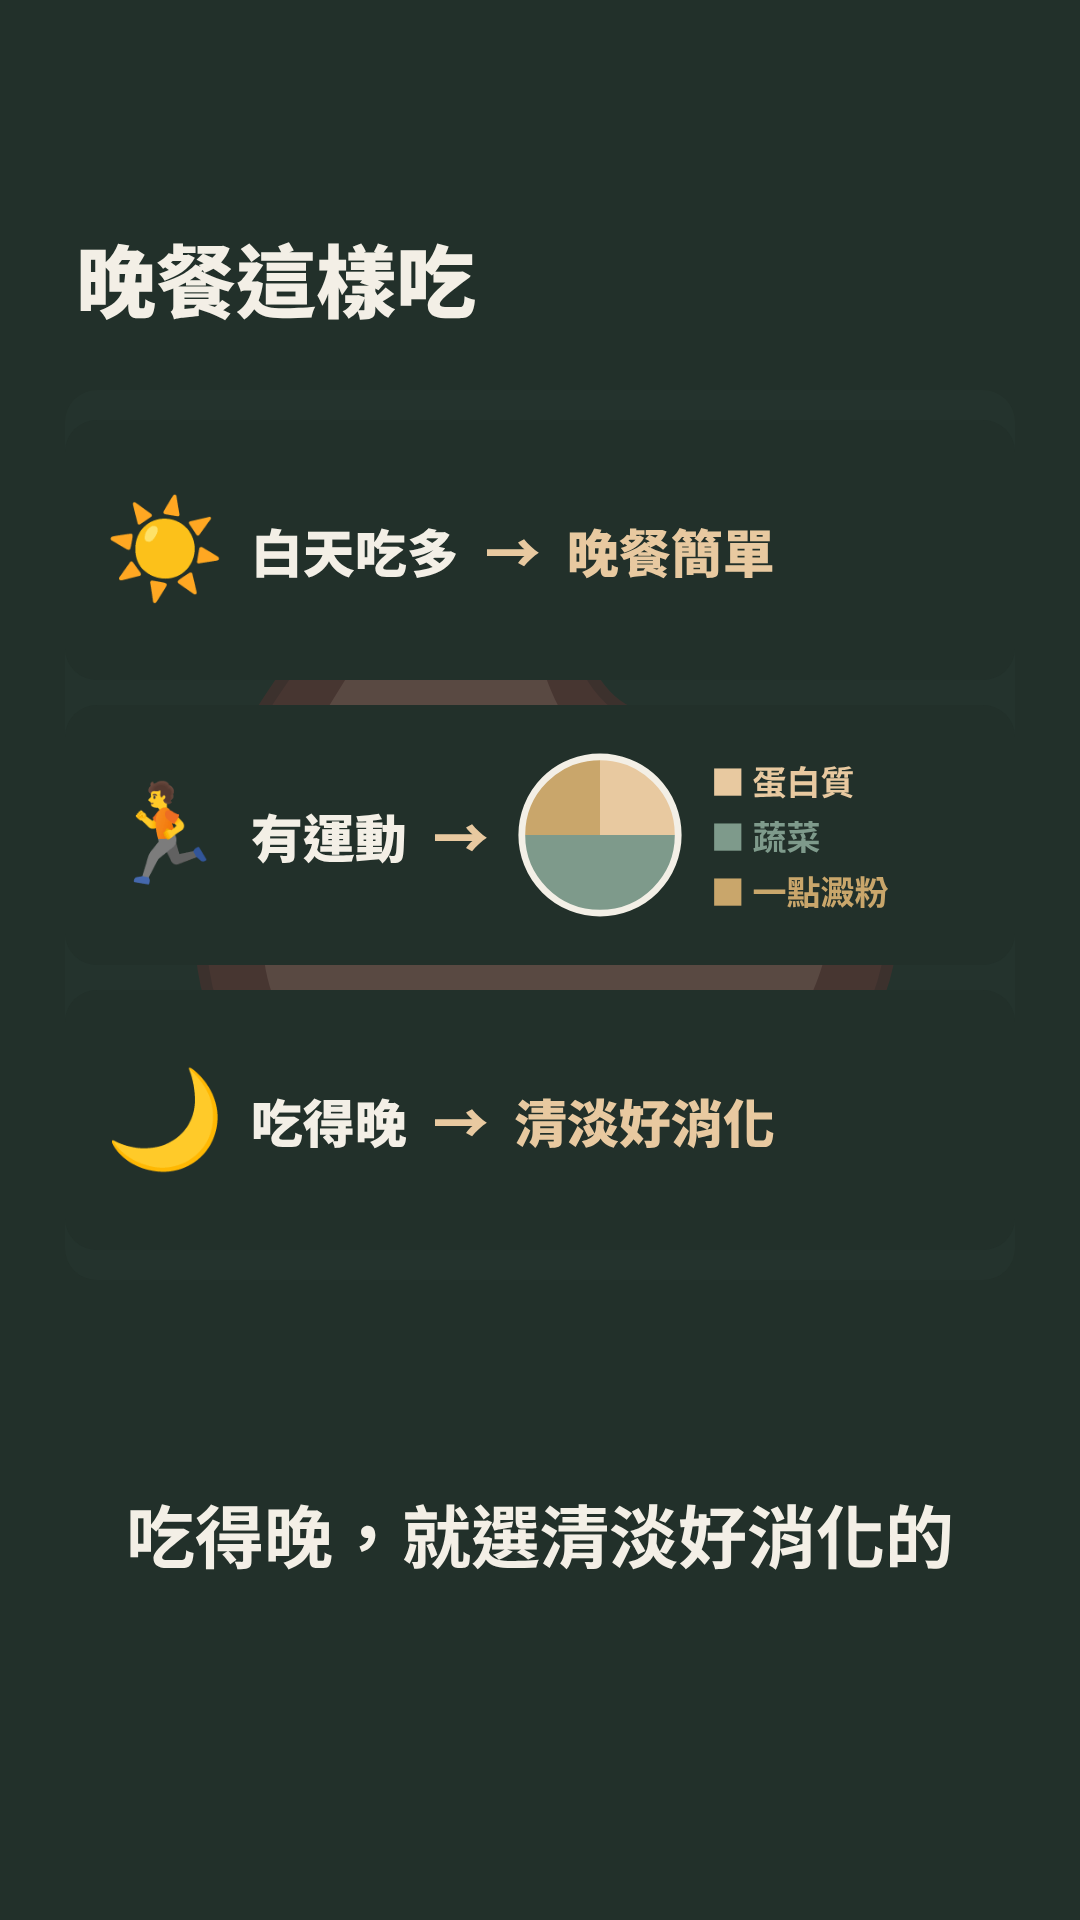 晚餐這樣吃
白天吃多 → 晚餐簡單
有運動 →
蛋白質
蔬菜
一點澱粉
吃得晚 → 清淡好消化
吃得晚，就選清淡好消化的